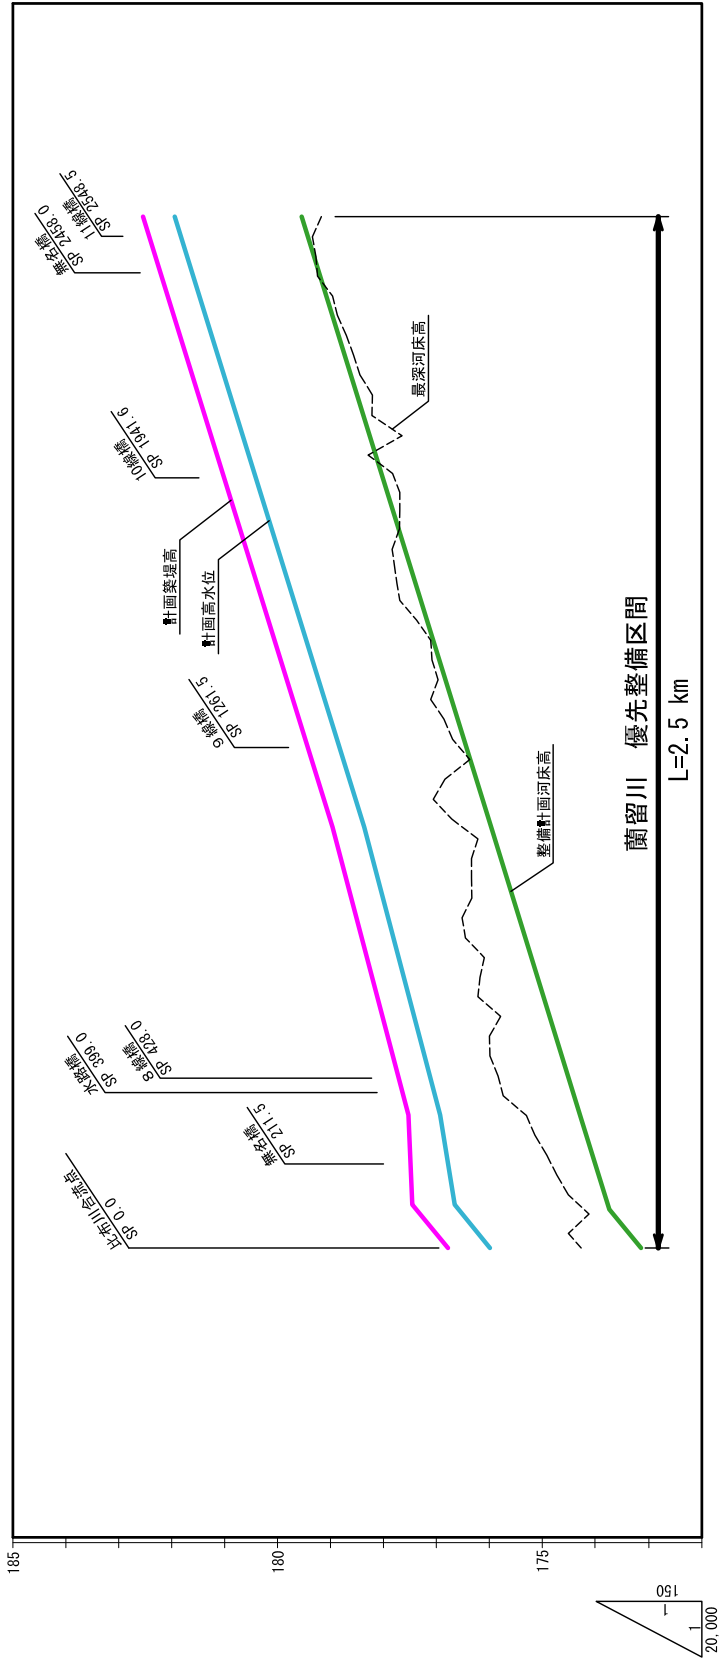 185
180
175
比布川合流点
SP 0.0
無名橋
SP 211.5
水路橋
SP 399.0
8線橋
SP 428.0
9線橋
SP 1261.5
10線橋
SP 1941.6
無名橋
SP 2458.0
11線橋
SP 2548.5
計画築堤高
計画高水位
最深河床高
整備計画河床高
蘭留川 優先整備区間
L=2.5 km
1
150
1
20,000